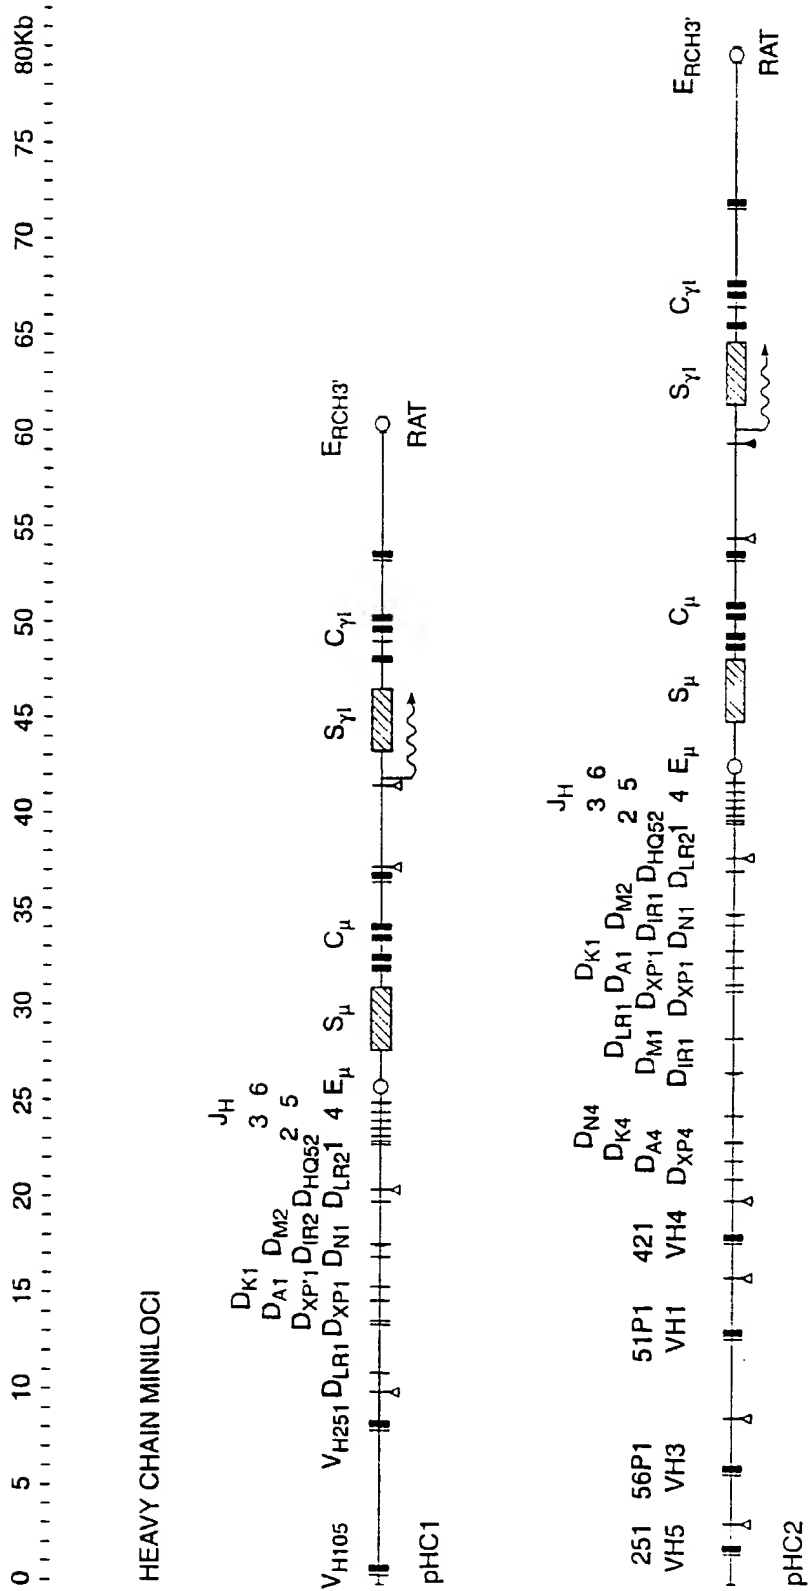 0 5 10 15 20 25 30 35 40 45 50 55 60 65 70 75 80Kb
HEAVY CHAIN MINILOCI
J_H
D_K1 3 6
D_A1 D_M2 2 5
D_XP'1 D_IR2 D_HQ52
V_H105 V_H251 D_LR1 D_XP1 D_N1 D_LR2 1 4 E_μ S_μ C_μ S_γI C_γI E_RCH3'
pHC1 RAT
J_H
D_N4 D_K1 3 6
D_K4 D_LR1 D_A1 D_M2 2 5
251 56P1 51P1 421 D_A4 D_M1 D_XP'1 D_IR1 D_HQ52
VH5 VH3 VH1 VH4 D_XP4 D_IR1 D_XP1 D_N1 D_LR2 1 4 E_μ S_μ C_μ S_γI C_γI E_RCH3'
pHC2 RAT